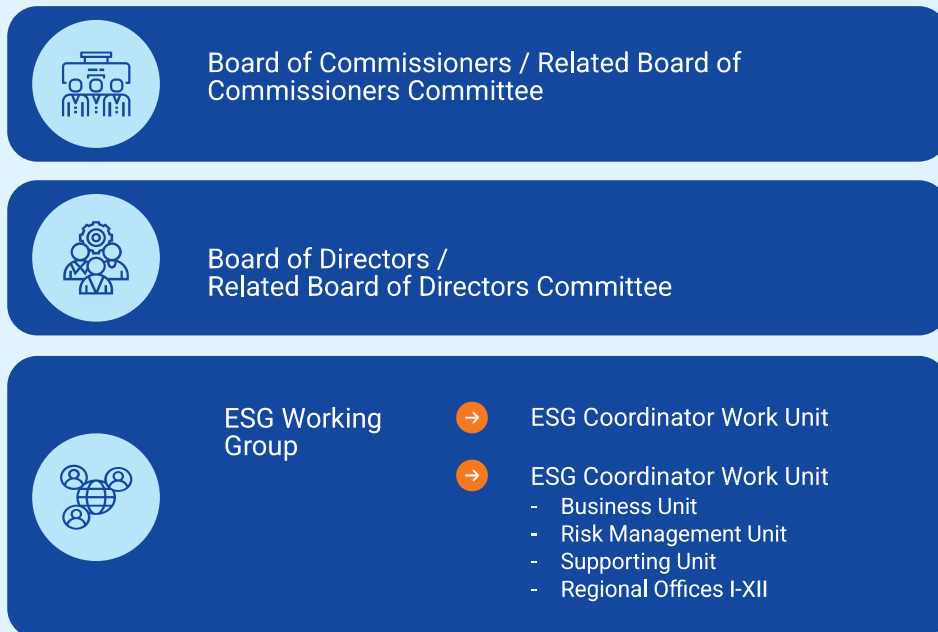 Board of Commissioners / Related Board of
Commissioners Committee
Board of Directors /
Related Board of Directors Committee
ESG Working
Group
ESG Coordinator Work Unit
ESG Coordinator Work Unit
- Business Unit
- Risk Management Unit
- Supporting Unit
- Regional Offices I-XII